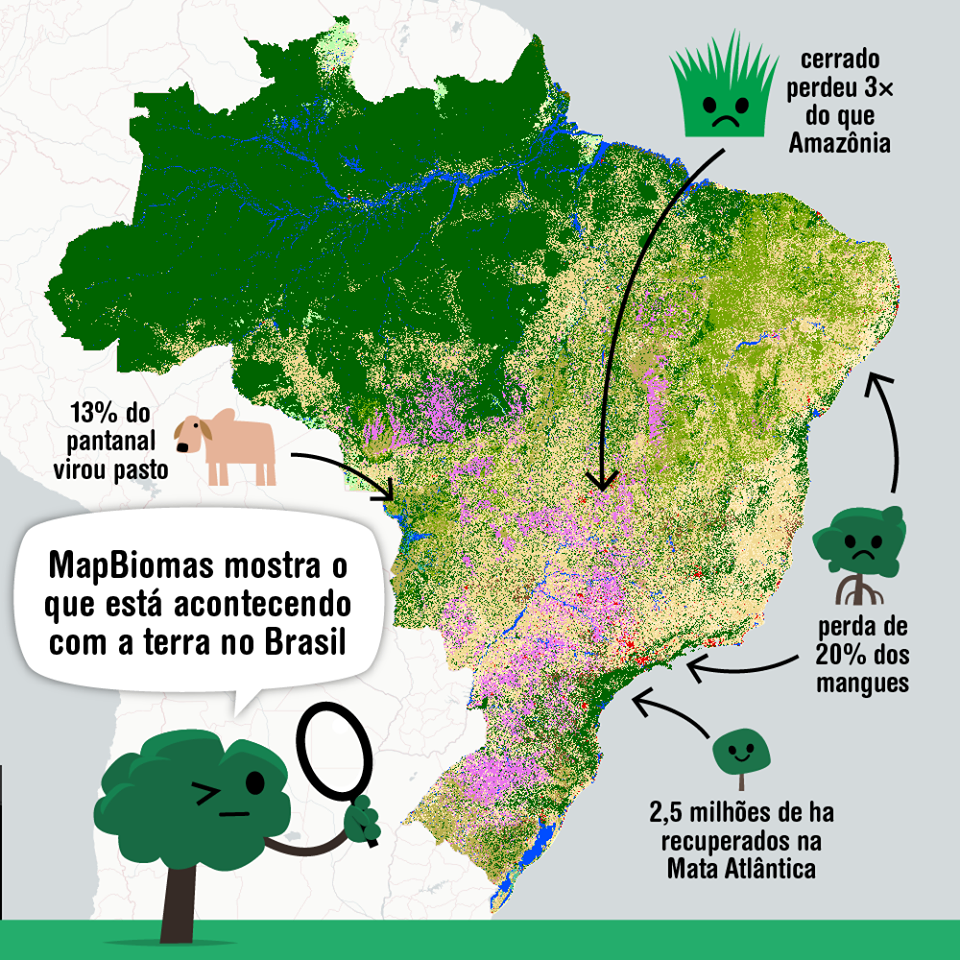 cerrado
perdeu 3×
do que
Amazônia
13% do
pantanal
virou pasto
MapBiomas mostra o
que está acontecendo
com a terra no Brasil
perda de
20% dos
mangues
2,5 milhões de ha
recuperados na
Mata Atlântica